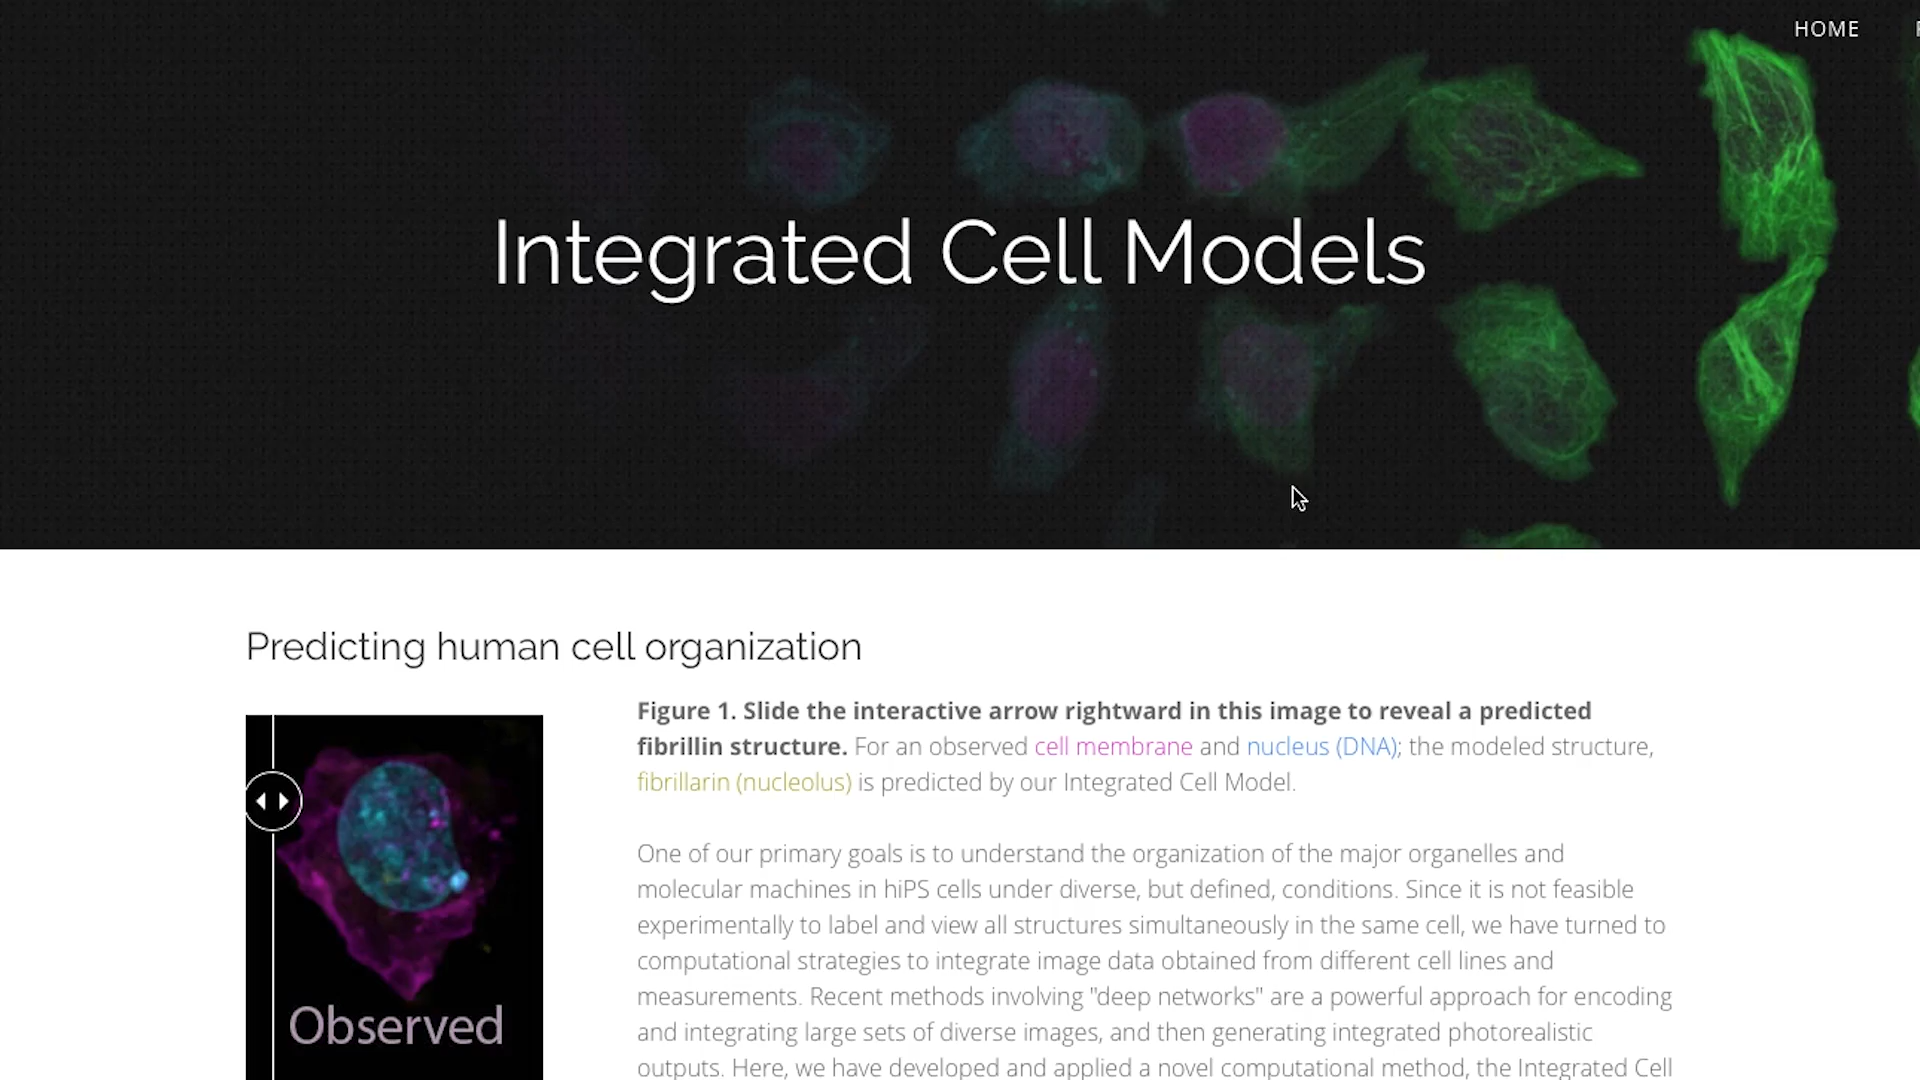 HOME
Integrated Cell Models
Predicting human cell organization
Figure 1. Slide the interactive arrow rightward in this image to reveal a predicted
fibrillin structure. For an observed cell membrane and nucleus (DNA); the modeled structure,
fibrillarin (nucleolus) is predicted by our Integrated Cell Model.
One of our primary goals is to understand the organization of the major organelles and
molecular machines in hiPS cells under diverse, but defined, conditions. Since it is not feasible
experimentally to label and view all structures simultaneously in the same cell, we have turned to
computational strategies to integrate image data obtained from different cell lines and
measurements. Recent methods involving "deep networks" are a powerful approach for encoding
and integrating large sets of diverse images, and then generating integrated photorealistic
outputs. Here, we have developed and applied a novel computational method, the Integrated Cell
Observed